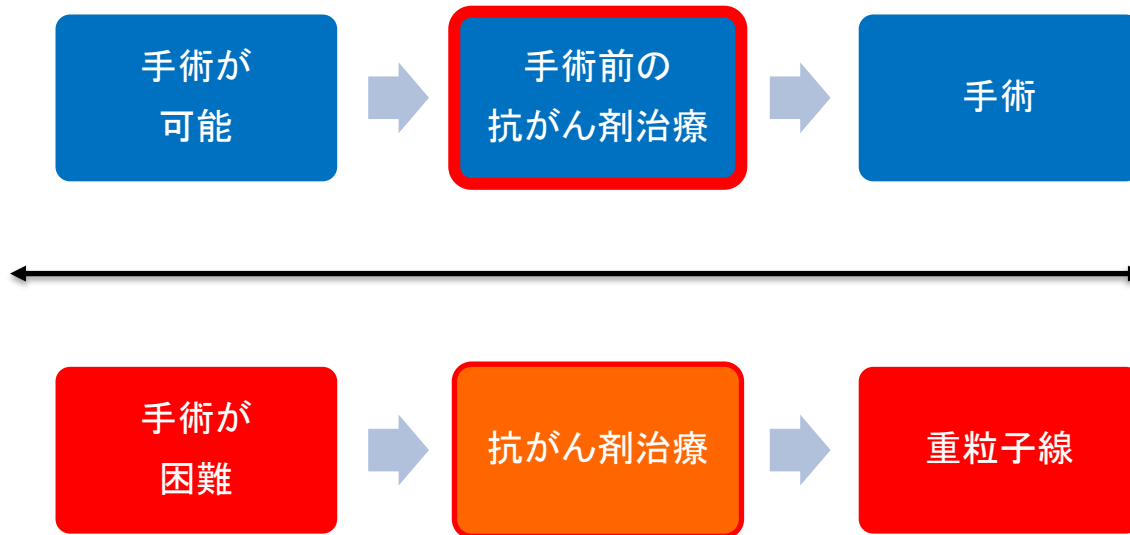 手術が
可能
手術前の
抗がん剤治療
手術
手術が
困難
抗がん剤治療
重粒子線